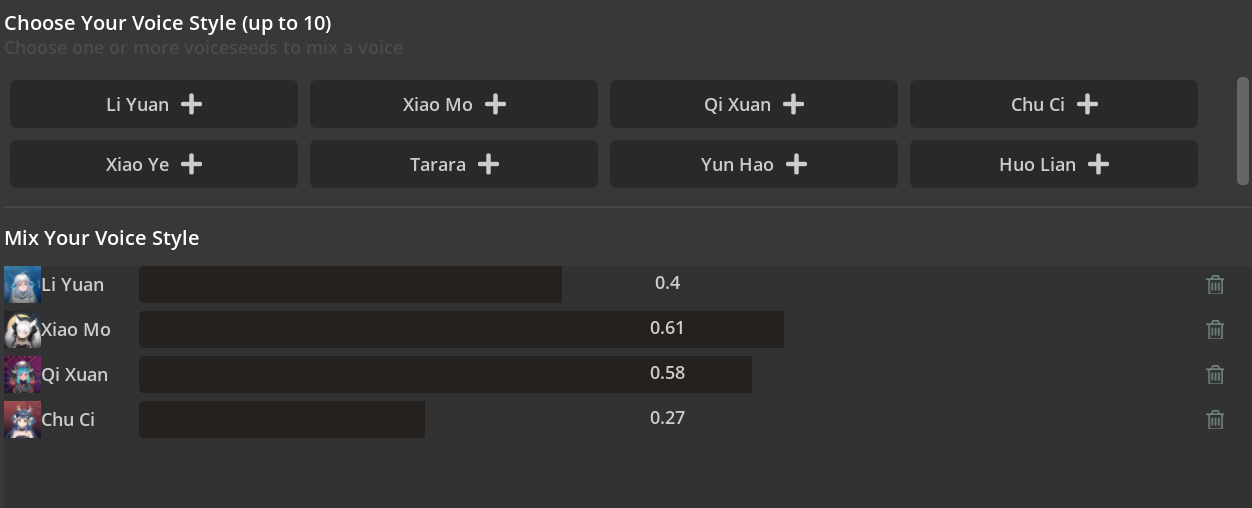 Choose Your Voice Style (up to 10)
Choose one or more voiceseeds to mix a voice
Li Yuan Xiao Mo Qi Xuan Chu Ci
Xiao Ye Tarara Yun Hao Huo Lian
Mix Your Voice Style
Li Yuan 0.4
Xiao Mo 0.61
Qi Xuan 0.58
Chu Ci 0.27